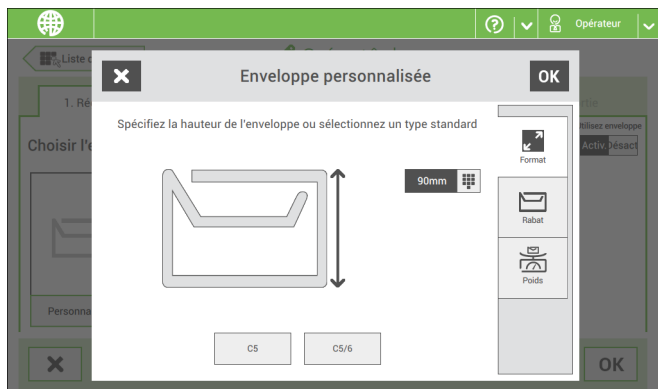 Opérateur
Liste
Enveloppe personnalisée
OK
1. Ré
Spécifiez la hauteur de l'enveloppe ou sélectionnez un type standard
Utilisez enveloppe
Choisir l'e
Activ.
Désact
Format
90mm
Rabat
Poids
Personna
C5
C5/6
OK